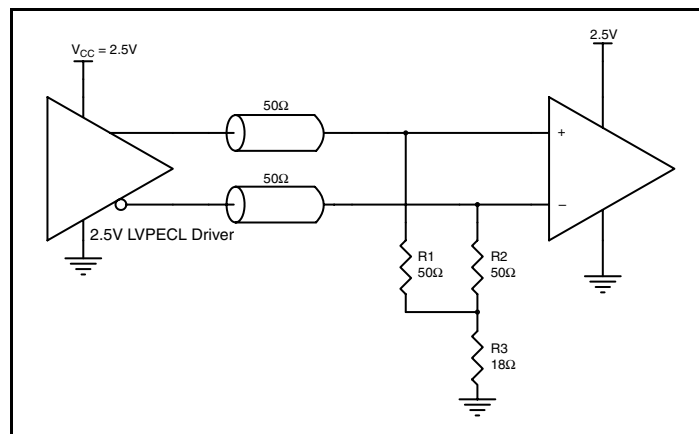 V_CC = 2.5V
2.5V
50Ω
+
50Ω
–
2.5V LVPECL Driver
R1
50Ω
R2
50Ω
R3
18Ω